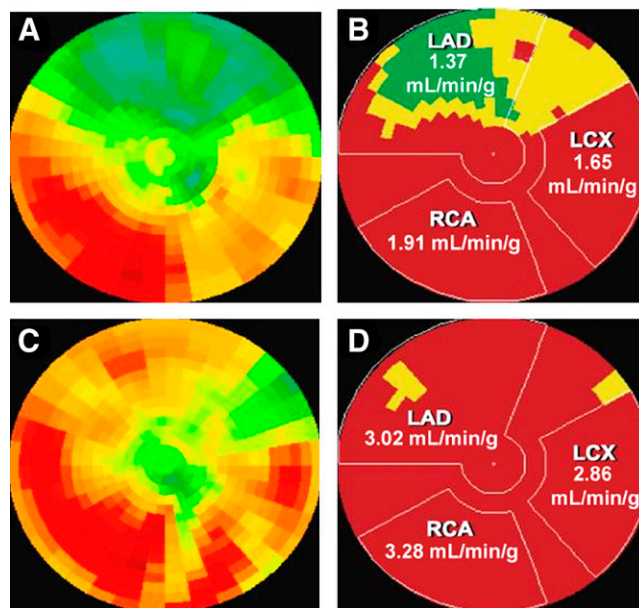 A
B
LAD
1.37
mL/min/g
LCX
1.65
mL/min/g
RCA
1.91 mL/min/g
C
D
LAD
3.02 mL/min/g
LCX
2.86
mL/min/g
RCA
3.28 mL/min/g